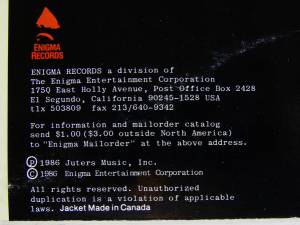 ENIGMA
RECORDS
ENIGMA RECORDS a division of
The Enigma Entertainment Corporation
1750 East Holly Avenue, Post Office Box 2428
El Segundo, California 90245-1528 USA
tlx 503809 fax 213/640-9342
For information and mailorder catalog
send $1.00 ($3.00 outside North America)
to "Enigma Mailorder" at the above address.
℗ 1986 Juters Music, Inc.
© 1986 Enigma Entertainment Corporation
All rights reserved. Unauthorized
duplication is a violation of applicable
laws. Jacket Made in Canada